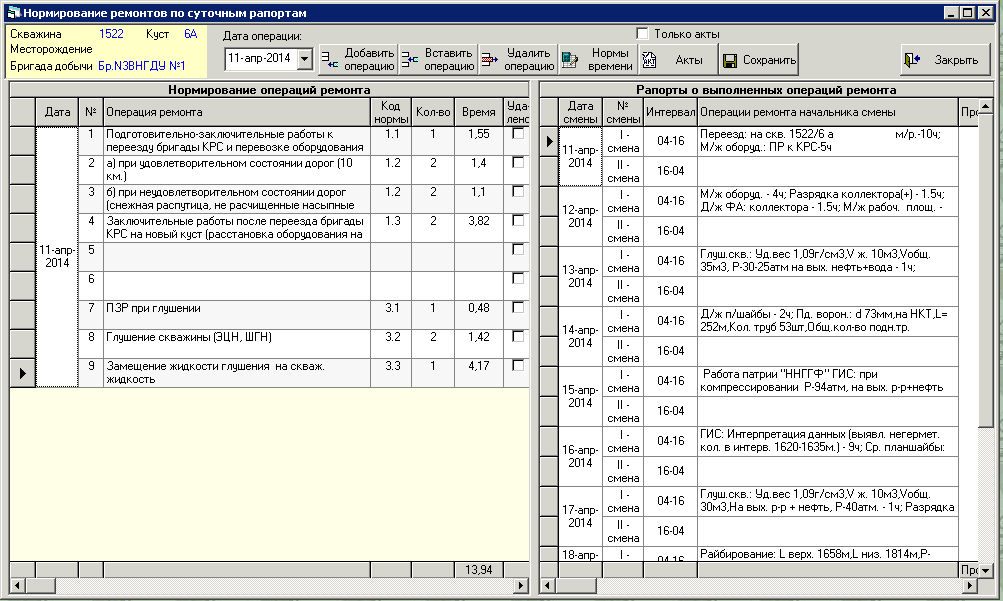 Нормирование ремонтов по суточным рапортам
Скважина 1522 Куст 6А
Месторождение
Бригада добычи Бр.N3ВНГДУ №1
Дата операции:
11-апр-2014
Добавить операцию
Вставить операцию
Удалить операцию
Нормы времени
Только акты
Акты
Сохранить
Закрыть
Нормирование операций ремонта
Дата № Операция ремонта Код нормы Кол-во Время Уда-лено
11-апр-2014
1 Подготовительно-заключительные работы к 1.1 1 1,55
переезду бригады КРС и перевозке оборудования
2 а) при удовлетворительном состоянии дорог (10 1.2 2 1,4
км.)
3 б) при неудовлетворительном состоянии дорог 1.2 2 1,1
(снежная распутица, не расчищенные насыпные
4 Заключительные работы после переезда бригады 1.3 2 3,82
КРС на новый куст (расстановка оборудования на
5
6
7 ПЗР при глушении 3.1 1 0,48
8 Глушение скважины (ЭЦН, ШГН) 3.2 2 1,42
9 Замещение жидкости глушения на скваж. 3.3 1 4,17
жидкость
13,94
Рапорты о выполненных операций ремонта
Дата смены № смены Интервал Операции ремонта начальника смены Про
11-апр-2014
I - смена 04-16 Переезд: на скв. 1522/6 а м/р.-10ч;
М/ж оборуд.: ПР к КРС-5ч
II - смена 16-04
12-апр-2014
I - смена 04-16 М/ж оборуд. - 4ч; Разрядка коллектора(+) - 1.5ч;
Д/ж ФА: коллектора - 1.5ч; М/ж рабоч. площ. -
II - смена 16-04
13-апр-2014
I - смена 04-16 Глуш.скв.: Уд.вес 1,09г/см3,V ж. 10м3,Vобщ.
35м3, Р-30-25атм на вых. нефть+вода - 1ч;
II - смена 16-04
14-апр-2014
I - смена 04-16 Д/ж п/шайбы - 2ч; Пд. ворон.: d 73мм,на НКТ,L=
252м,Кол. труб 53шт,Общ.кол-во подн.тр.
II - смена 16-04
15-апр-2014
I - смена 04-16 Работа патрии "ННГГФ" ГИС: при
компрессировании Р-94атм, на вых. р-р+нефть
II - смена 16-04
16-апр-2014
I - смена 04-16 ГИС: Интерпретация данных (выявл. негермет.
кол. в интерв. 1620-1635м.) - 9ч; Ср. планшайбы:
II - смена 16-04
17-апр-2014
I - смена 04-16 Глуш.скв.: Уд.вес 1,09г/см3,V ж. 10м3,Vобщ.
30м3,На вых. р-р + нефть, Р-40атм. - 1ч; Разрядка
II - смена 16-04
18-апр- I - смена 04-16 Райбирование: L верх. 1658м,L низ. 1814м,Р-
Про